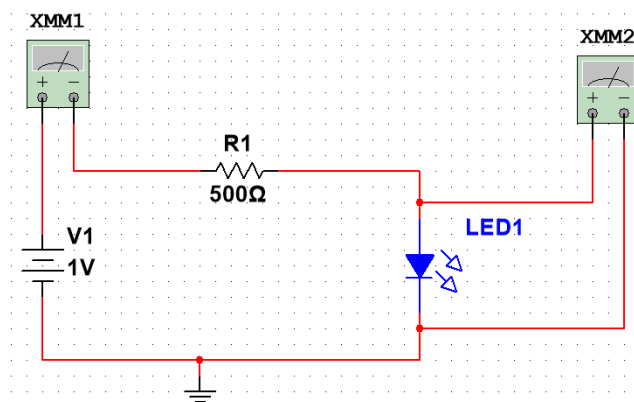 XMM1
XMM2
+ −
+ −
R1
500Ω
LED1
V1
1V